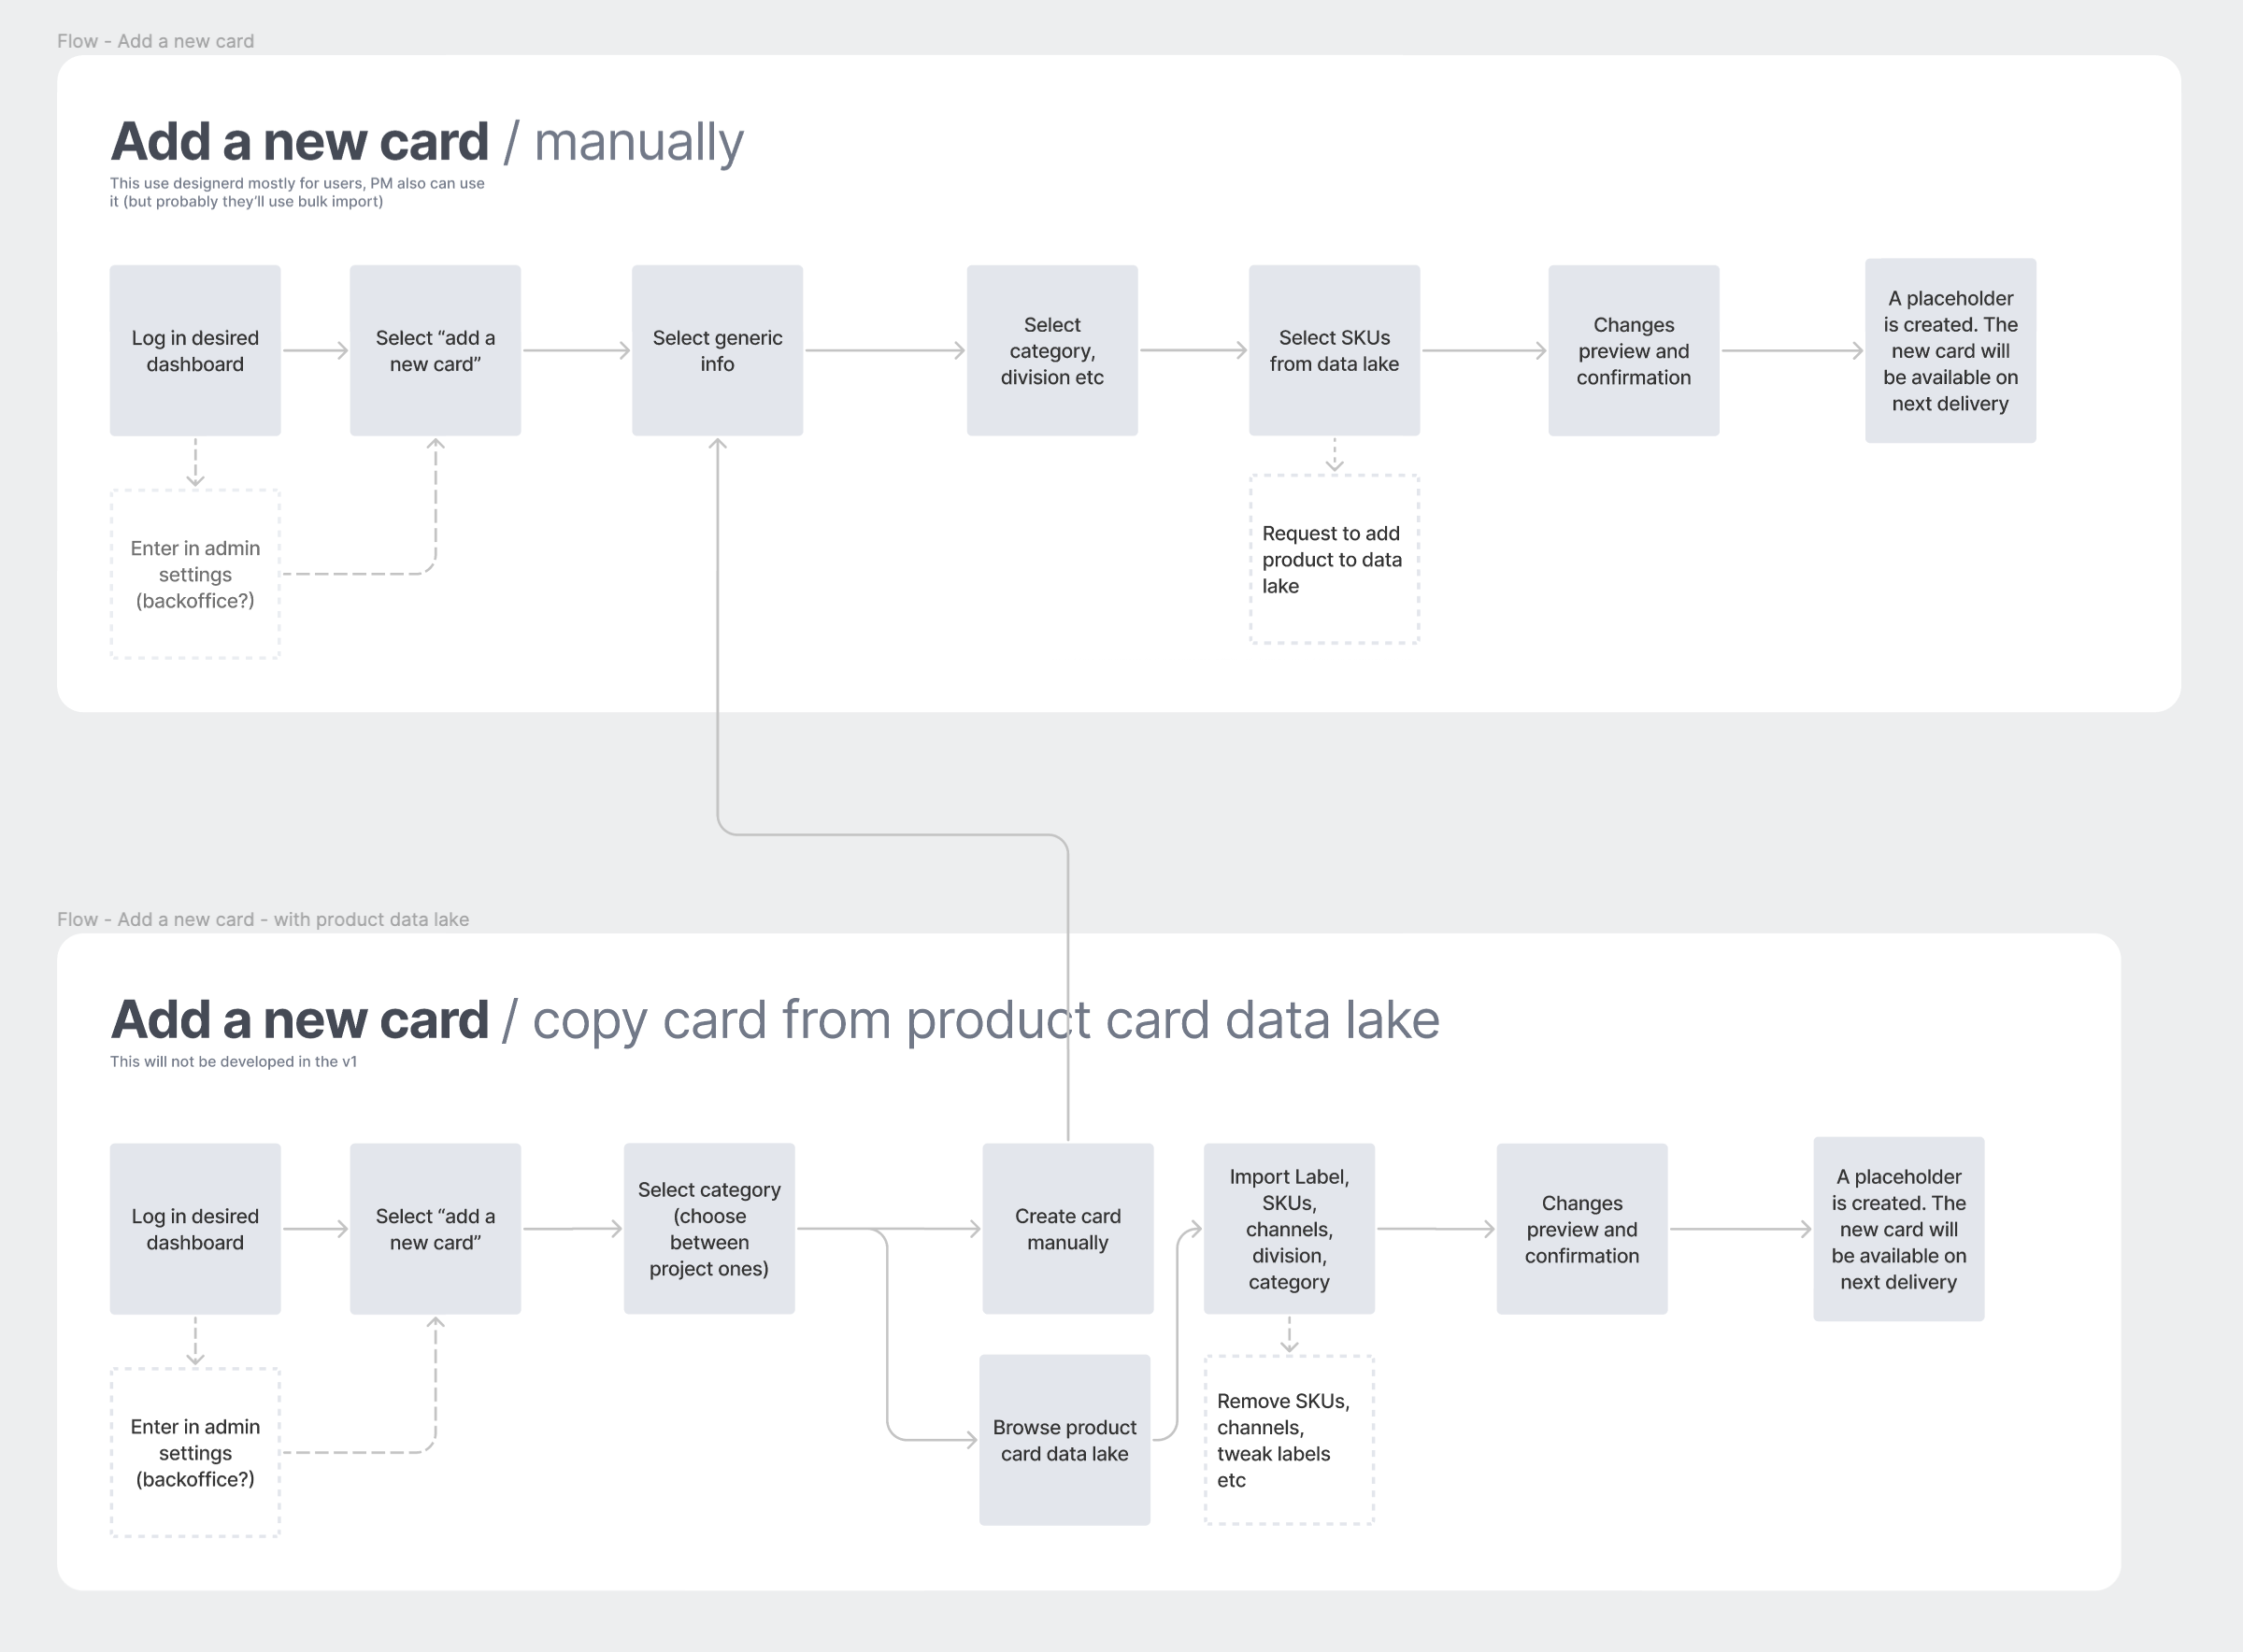 Flow - Add a new card
Add a new card / manually
This use designerd mostly for users, PM also can use
it (but probably they'll use bulk import)
Log in desired
dashboard
Select “add a
new card”
Select generic
info
Select
category,
division etc
Select SKUs
from data lake
Changes
preview and
confirmation
A placeholder
is created. The
new card will
be available on
next delivery
Enter in admin
settings
(backoffice?)
Request to add
product to data
lake
Flow - Add a new card - with product data lake
Add a new card / copy card from product card data lake
This will not be developed in the v1
Log in desired
dashboard
Select “add a
new card”
Select category
(choose
between
project ones)
Create card
manually
Import Label,
SKUs,
channels,
division,
category
Changes
preview and
confirmation
A placeholder
is created. The
new card will
be available on
next delivery
Enter in admin
settings
(backoffice?)
Browse product
card data lake
Remove SKUs,
channels,
tweak labels
etc